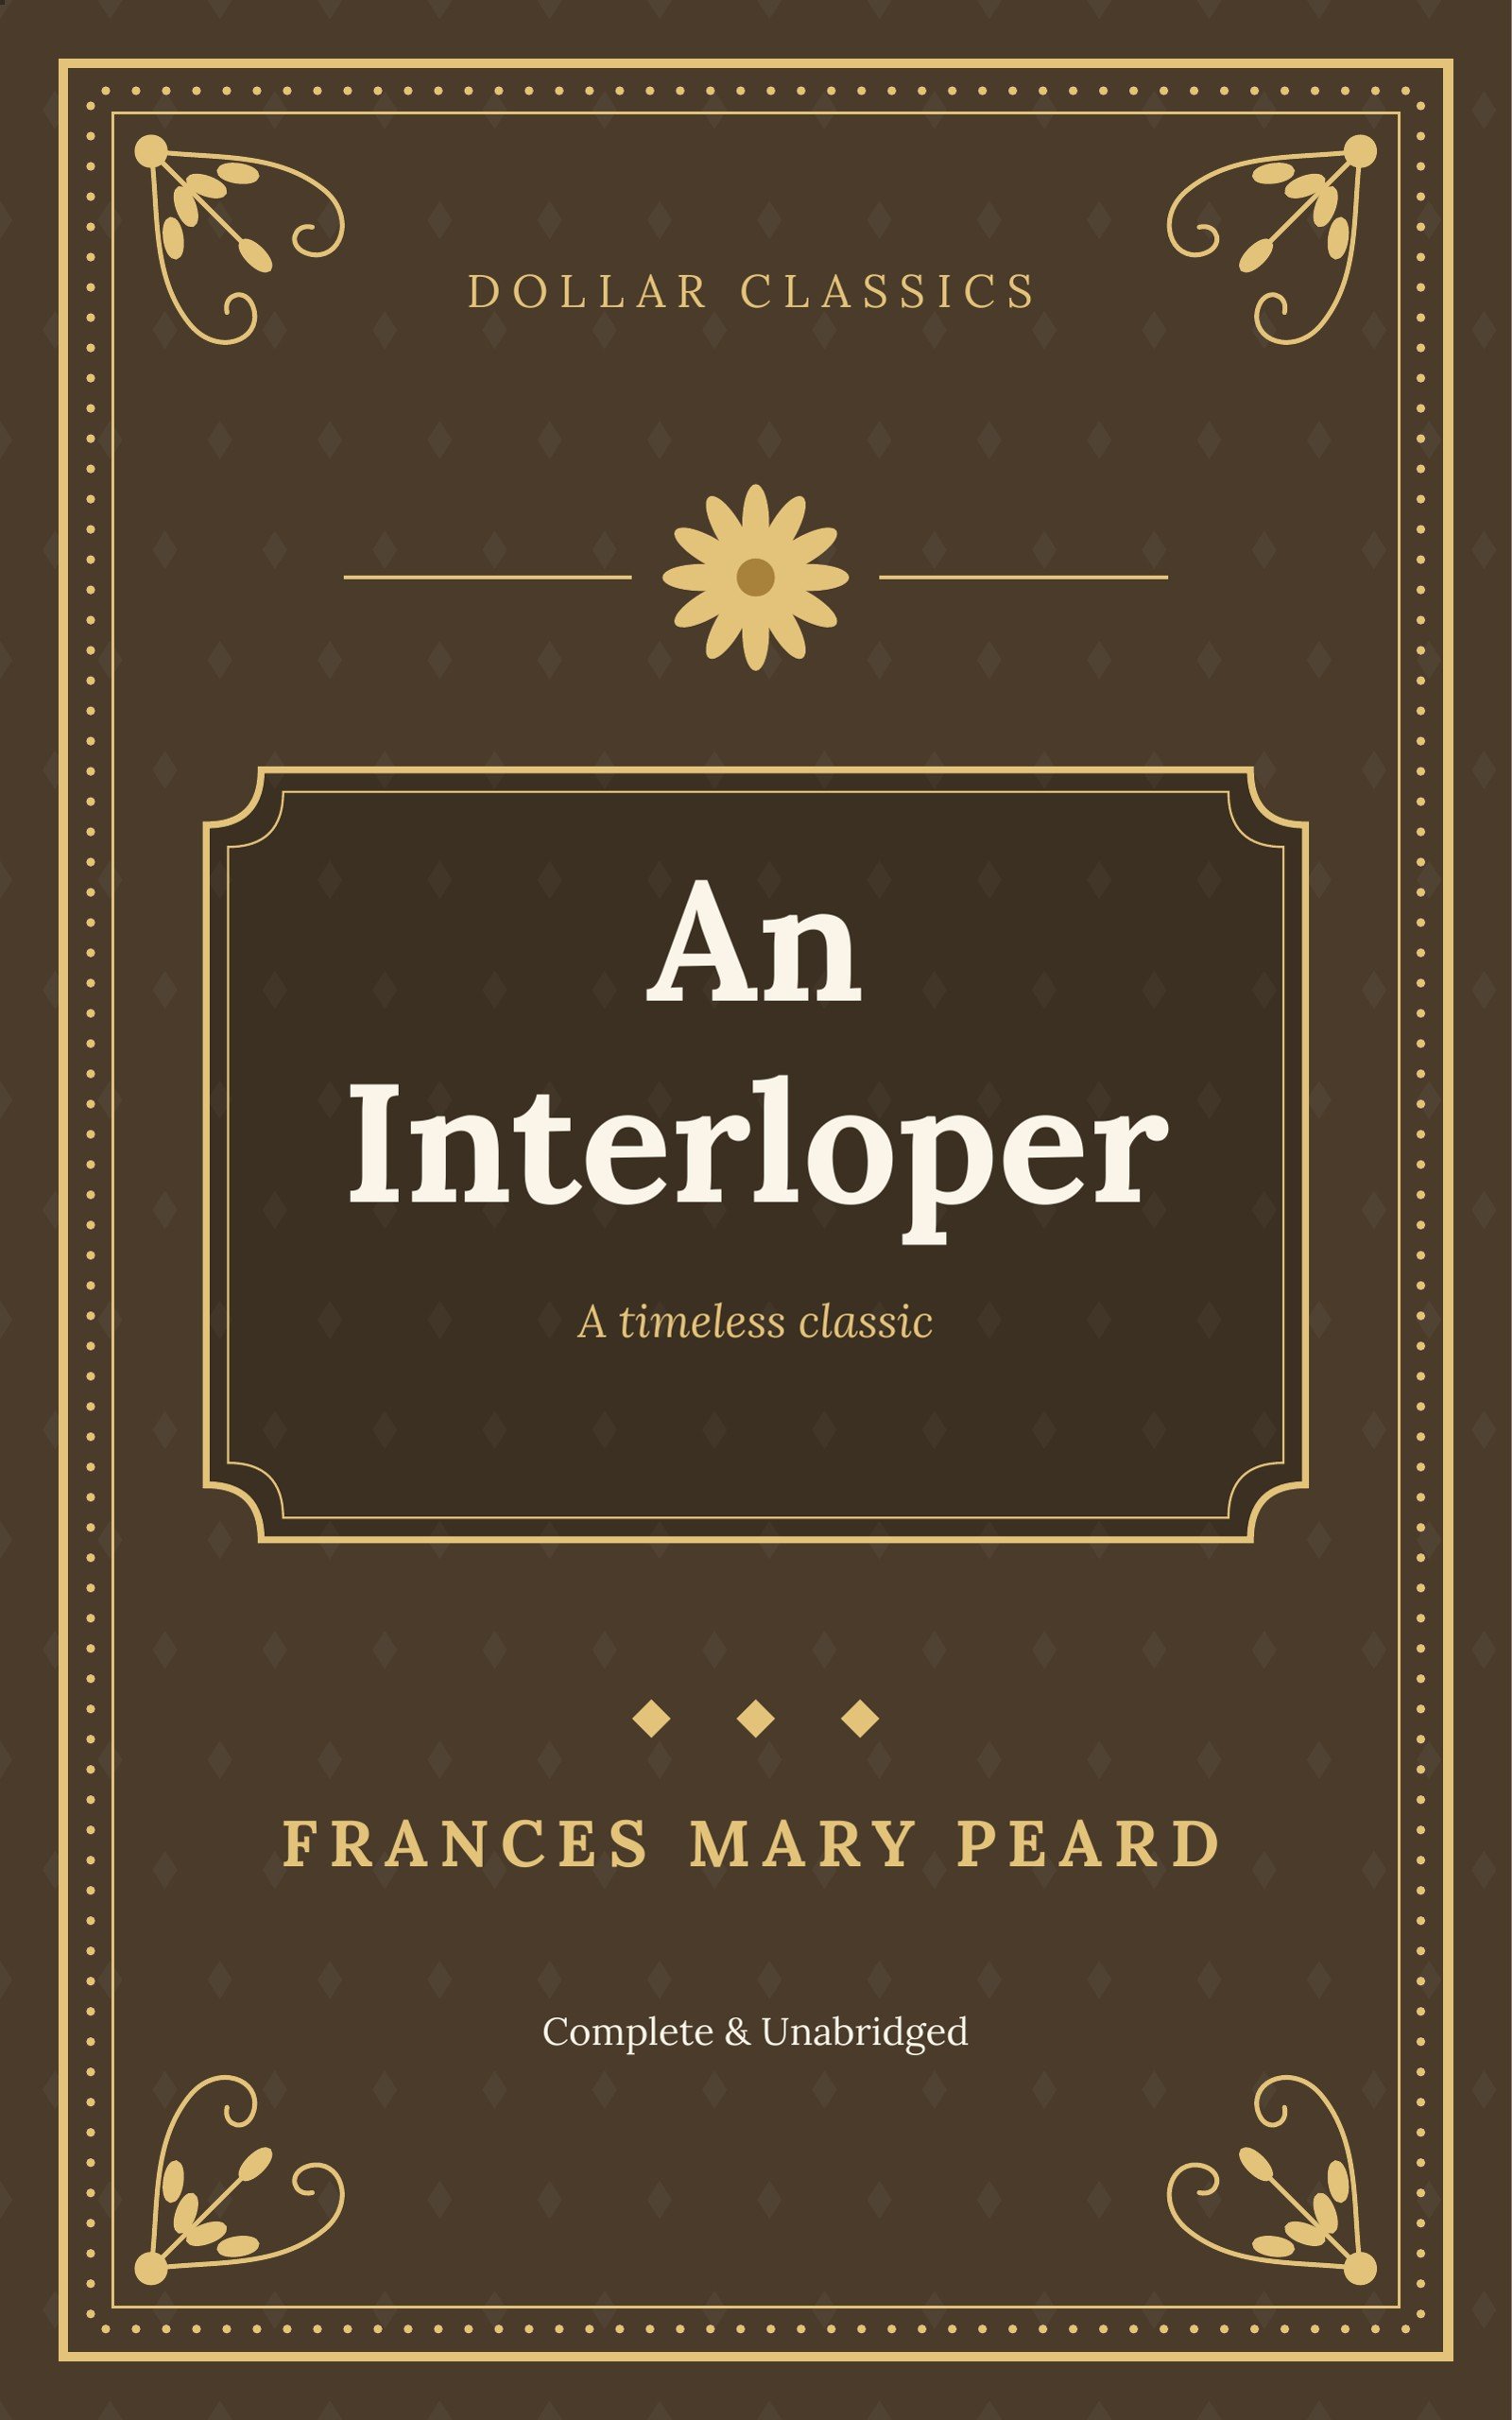 DOLLAR CLASSICS
An
Interloper
A timeless classic
FRANCES MARY PEARD
Complete & Unabridged